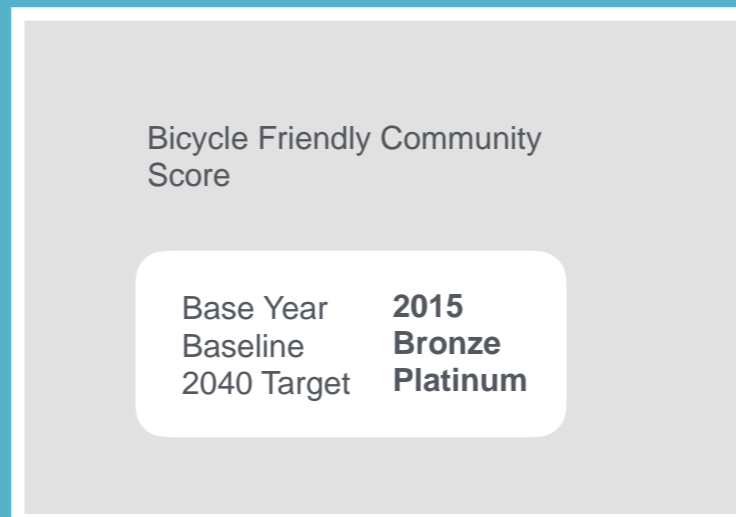 Bicycle Friendly Community
Score
Base Year 2015
Baseline Bronze
2040 Target Platinum